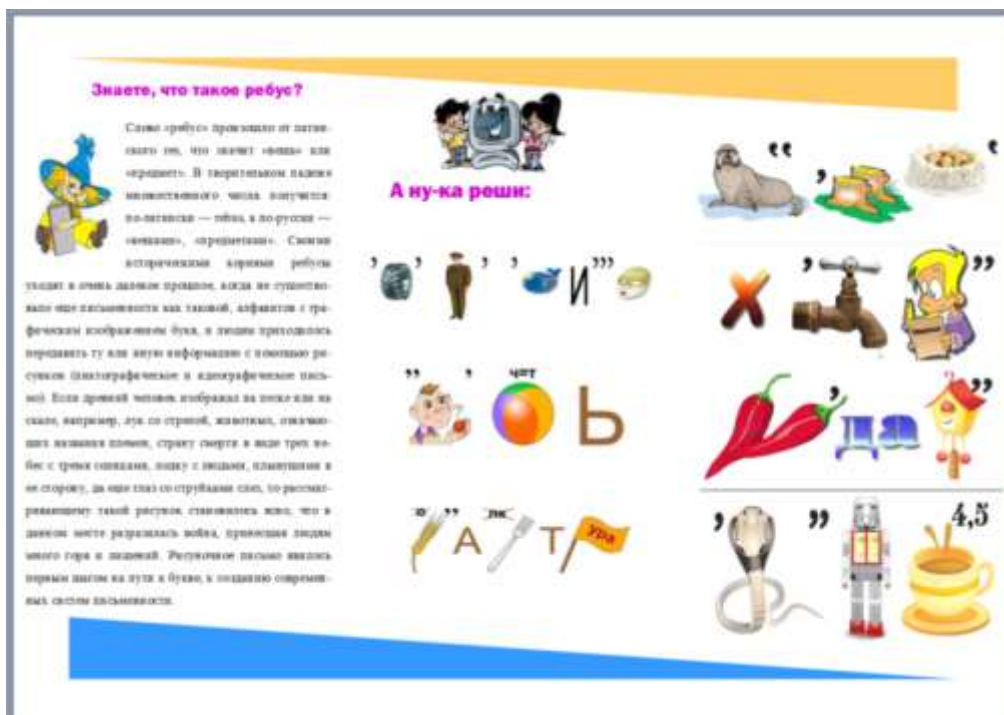 Знаете, что такое ребус?
Слово «ребус» произошло от латин-
ского res, что значит «вещь» или
«предмет». В творительном падеже
множественного числа получится:
по-латински — rebus, а по-русски —
«вещами», «предметами». Своими
историческими корнями ребусы
уходят в очень далекое прошлое, когда не существо-
вало еще письменности как таковой, алфавитов с гра-
фическим изображением букв, и людям приходилось
передавать ту или иную информацию с помощью ри-
сунков (пиктографическое и идеографическое пись-
мо). Если древний человек изображал на песке или на
скале, например, лук со стрелой, животных, означаю-
щих названия племен, страну смерти в виде трех не-
бес с тремя солнцами, лодку с людьми, плывущими в
ее сторону, да еще глаз со струйками слез, то рассмат-
ривающему такой рисунок становилось ясно, что в
данном месте разразилась война, принесшая людям
много горя и лишений. Рисуночное письмо явилось
первым шагом на пути к букве, к созданию современ-
ных систем письменности.
А ну-ка реши:
’ ’ ’ ’ И ’’’
’’ ’ ч=т Ь
о ’’ А лк Т Ура
‘‘ ’ ‘
Х ’ ’’
’ да ’’
’ ’’ 4,5